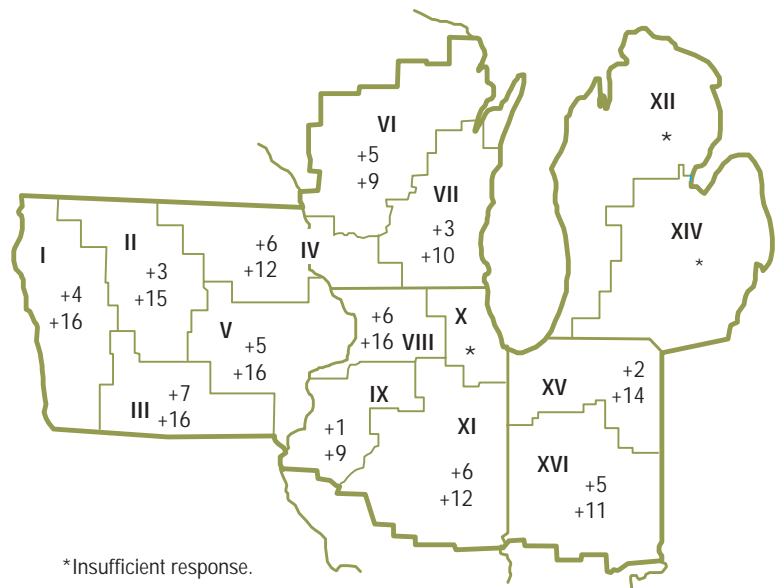 XII
*
VI
+5
+9
VII
+3
+10
XIV
*
I
+4
+16
II
+3
+15
+6
+12
IV
V
+5
+16
III
+7
+16
+6
+16 VIII
X
*
IX
+1
+9
XI
+6
+12
XV
+2
+14
XVI
+5
+11
*Insufficient response.